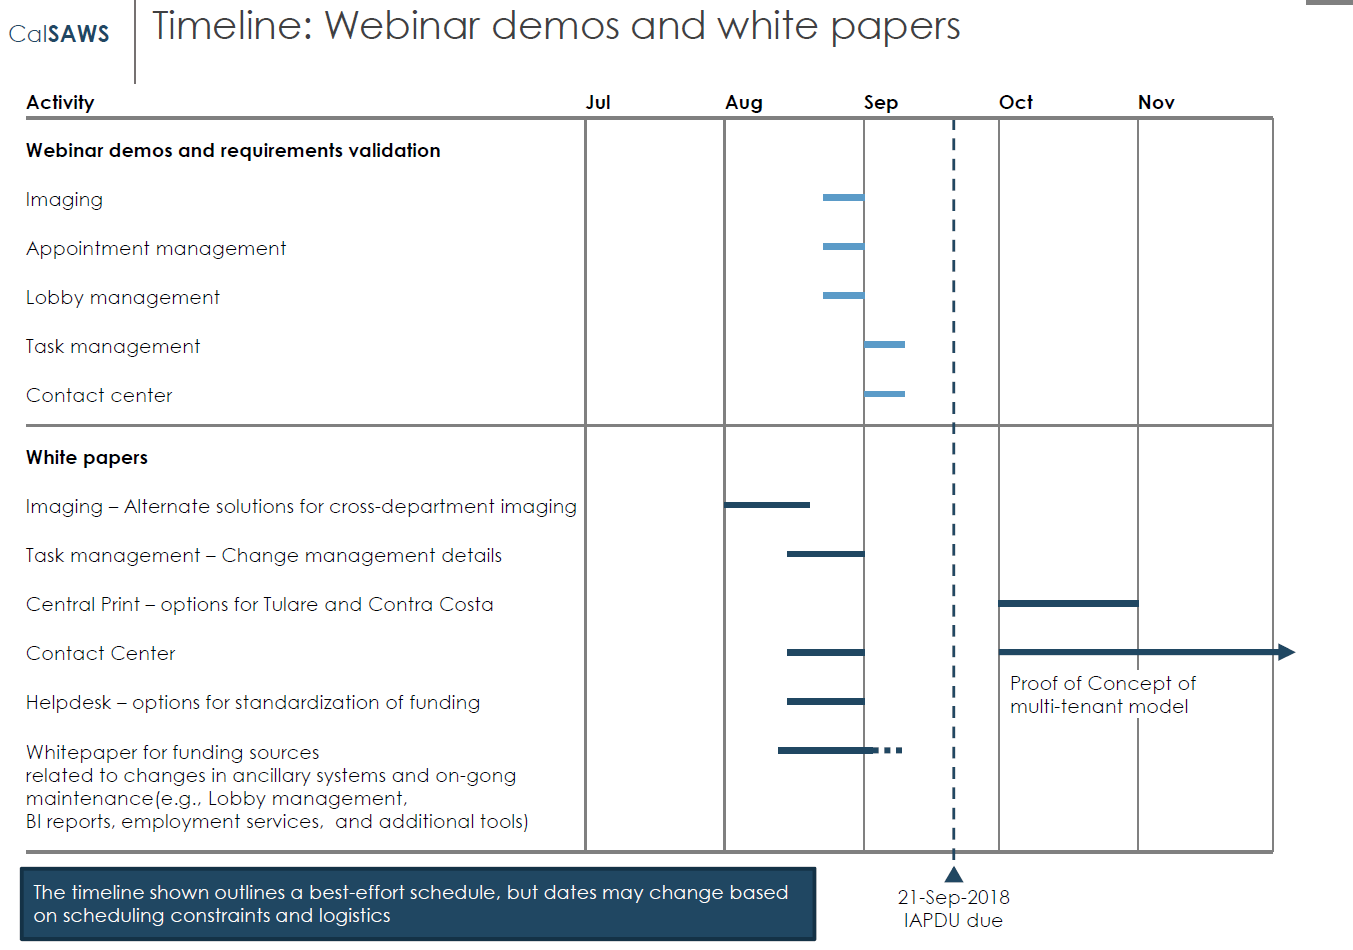 CalSAWS
Timeline: Webinar demos and white papers
Activity Jul Aug Sep Oct Nov
Webinar demos and requirements validation
Imaging
Appointment management
Lobby management
Task management
Contact center
White papers
Imaging – Alternate solutions for cross-department imaging
Task management – Change management details
Central Print – options for Tulare and Contra Costa
Contact Center
Proof of Concept of
multi-tenant model
Helpdesk – options for standardization of funding
Whitepaper for funding sources
related to changes in ancillary systems and on-gong
maintenance(e.g., Lobby management,
BI reports, employment services,  and additional tools)
The timeline shown outlines a best-effort schedule, but dates may change based
on scheduling constraints and logistics
21-Sep-2018
IAPDU due